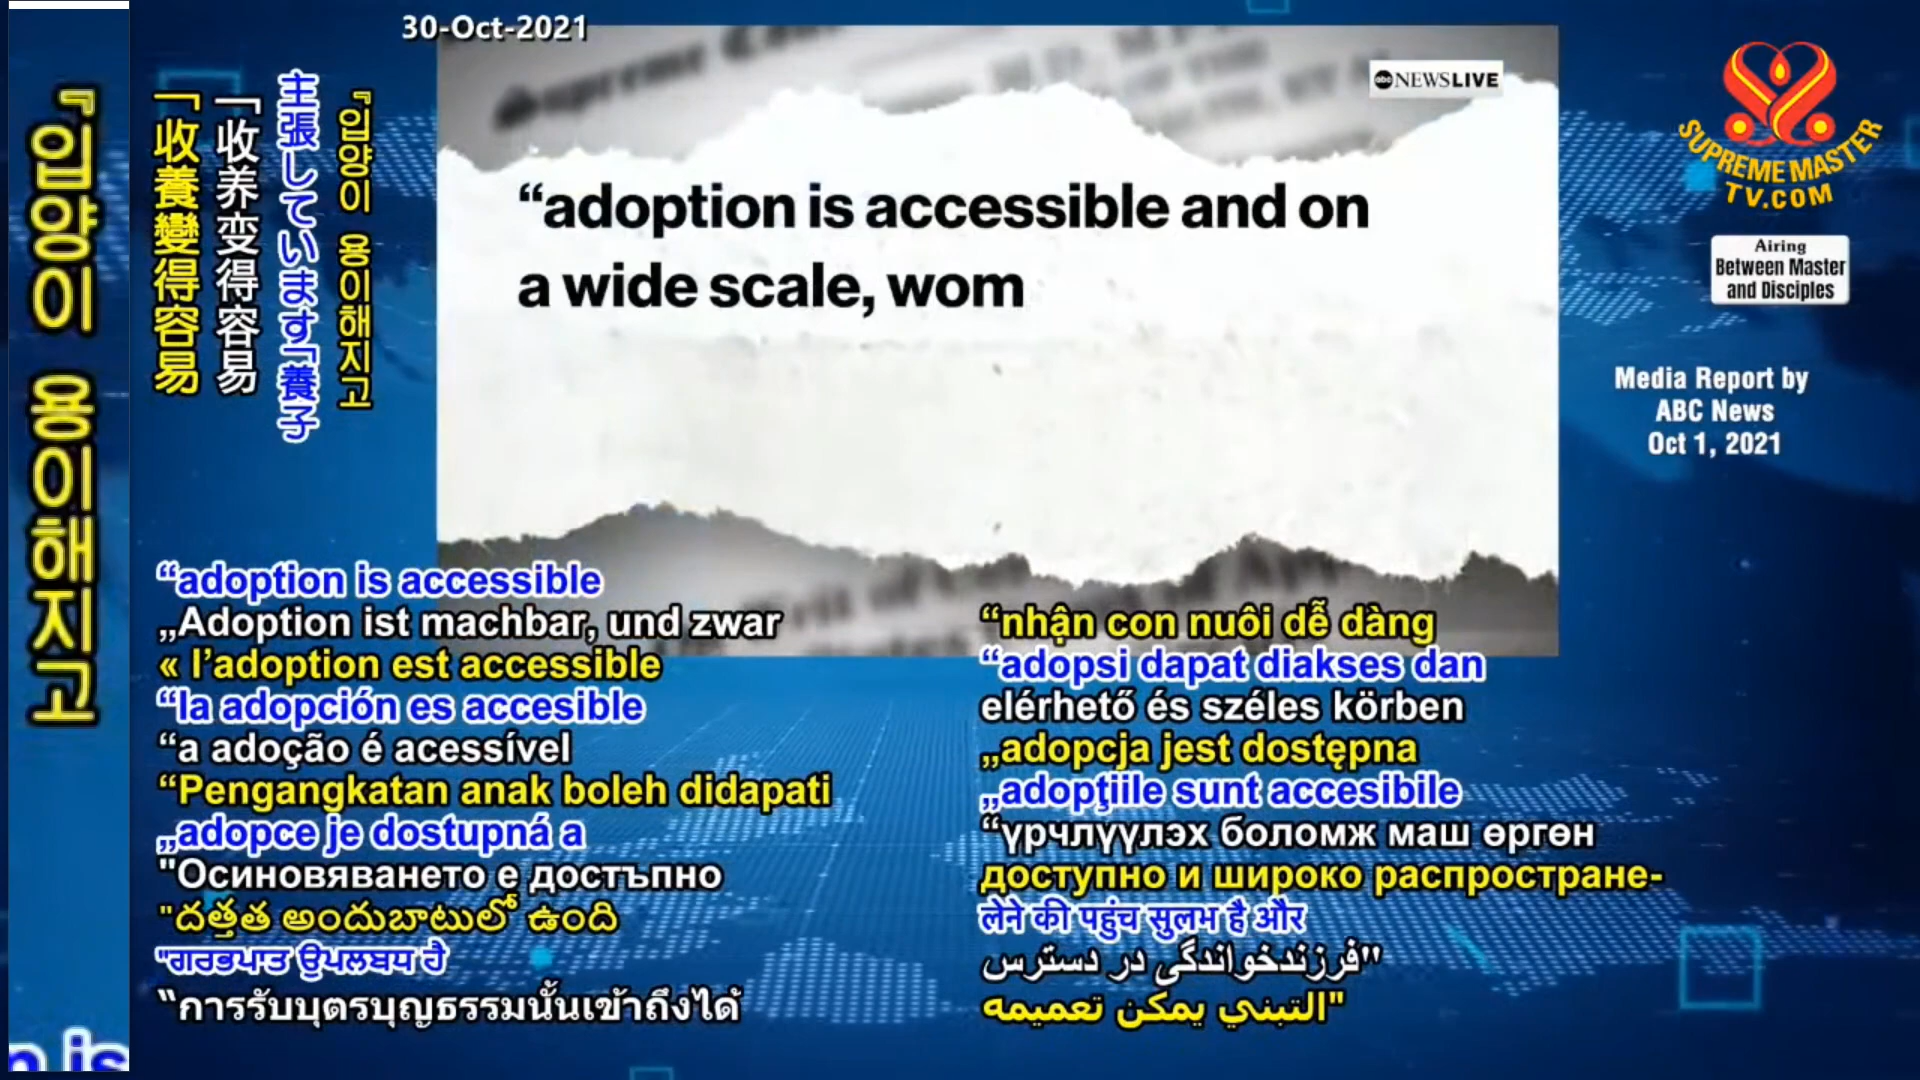 30-Oct-2021
『입양이 용이해지고
「收養變得容易
「收养变得容易
主張しています「養子
『입양이 용이해지고
abc NEWSLIVE
“adoption is accessible and on
a wide scale, wom
SUPREME MASTER
TV.COM
Airing
Between Master
and Disciples
Media Report by
ABC News
Oct 1, 2021
“adoption is accessible
„Adoption ist machbar, und zwar
« l’adoption est accessible
“la adopción es accesible
“a adoção é acessível
“Pengangkatan anak boleh didapati
„adopce je dostupná a
"Осиновяването е достъпно
"దత్తత అందుబాటులో ఉంది
"ਗਰਭਪਾਤ ਉਪਲਬਧ ਹੈ
“การรับบุตรบุญธรรมนั้นเข้าถึงได้
“nhận con nuôi dễ dàng
“adopsi dapat diakses dan
elérhető és széles körben
„adopcja jest dostępna
„adopţiile sunt accesibile
“үрчлүүлэх боломж маш өргөн
доступно и широко распростране-
लेने की पहुंच सुलभ है और
"فرزندخواندگی در دسترس
"التبني يمكن تعميمه
n is